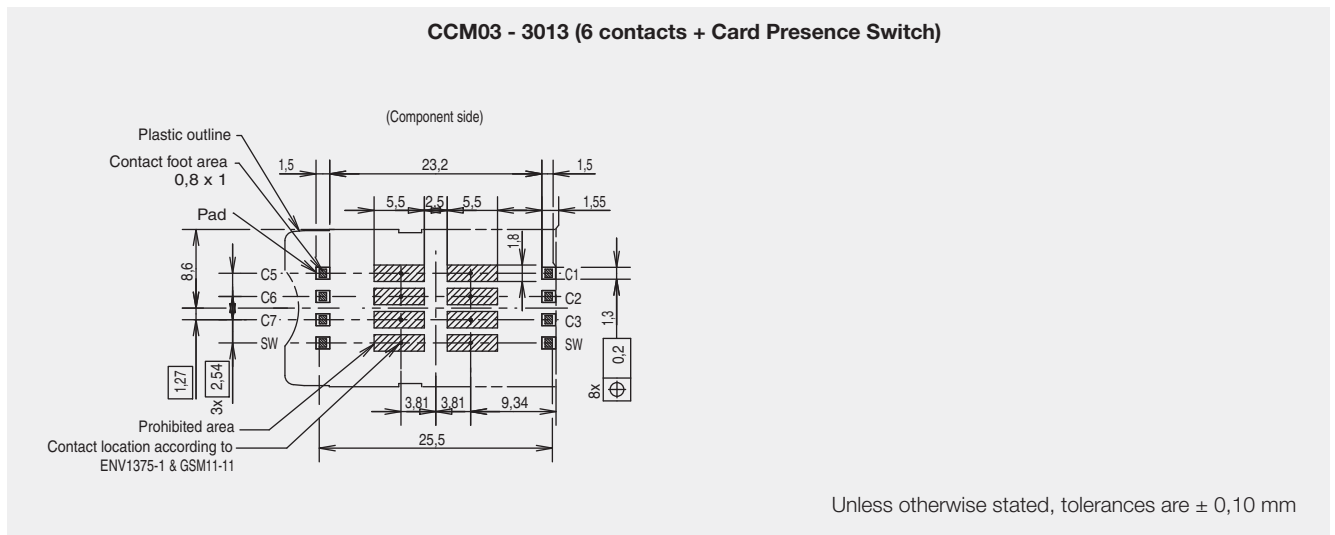 CCM03 - 3013 (6 contacts + Card Presence Switch)
(Component side)
Plastic outline
Contact foot area
0,8 x 1
Pad
1,5
23,2
1,5
5,5
2,5
5,5
1,55
1,8
8,6
C5
C1
C6
C2
C7
C3
SW
SW
1,3
0,2
8x
1,27
3x 2,54
3,81
3,81
9,34
25,5
Prohibited area
Contact location according to
ENV1375-1 & GSM11-11
Unless otherwise stated, tolerances are ± 0,10 mm